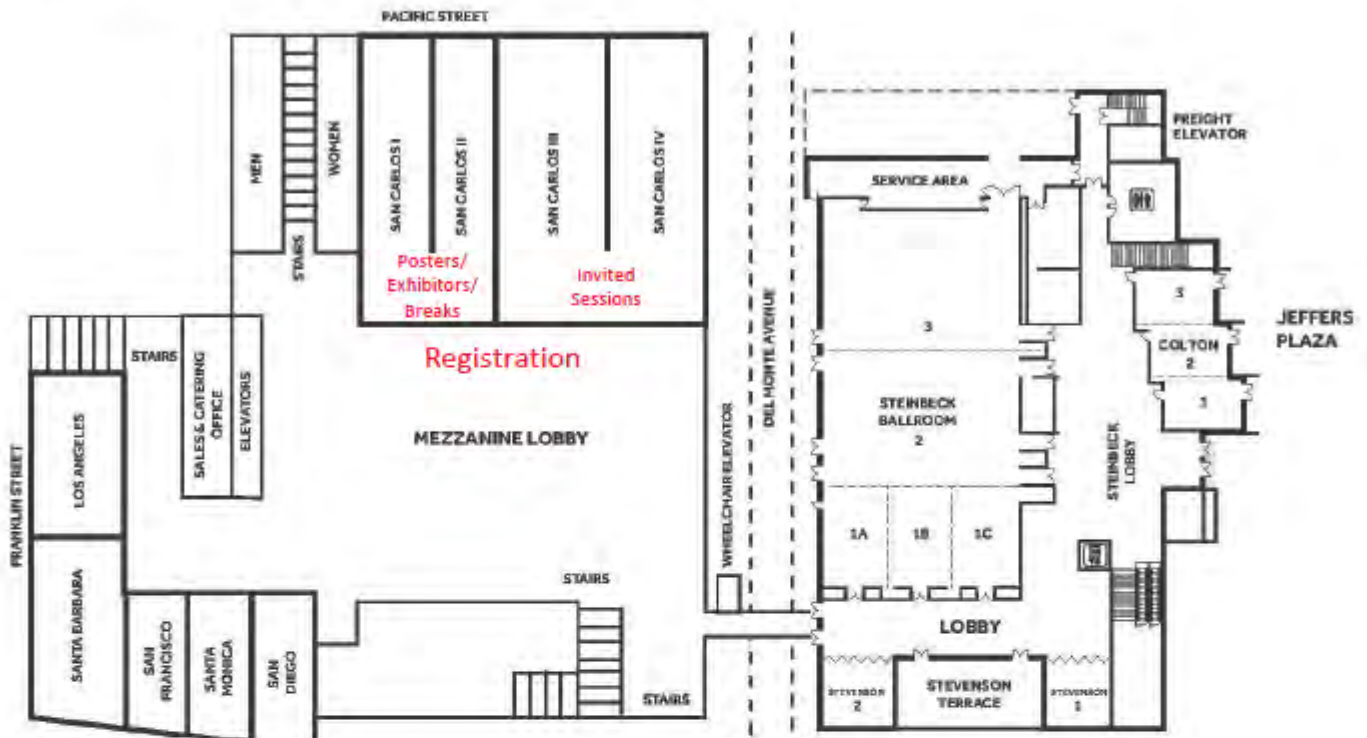 PACIFIC STREET
MEN
STAIRS
WOMEN
SAN CARLOS I
SAN CARLOS II
SAN CARLOS III
SAN CARLOS IV
Posters/
Exhibitors/
Breaks
Invited
Sessions
Registration
MEZZANINE LOBBY
STAIRS
SALES & CATERING
OFFICE
ELEVATORS
FRANKLIN STREET
LOS ANGELES
SANTA BARBARA
SAN
FRANCISCO
SANTA
MONICA
SAN
DIEGO
STAIRS
STAIRS
WHEELCHAIR ELEVATOR
DEL MONTE AVENUE
FREIGHT
ELEVATOR
SERVICE AREA
3
STEINBECK
BALLROOM
2
1A
1B
1C
3
COLTON
2
1
JEFFERS
PLAZA
STEINBECK
LOBBY
LOBBY
STEVENSON
2
STEVENSON
TERRACE
STEVENSON
1